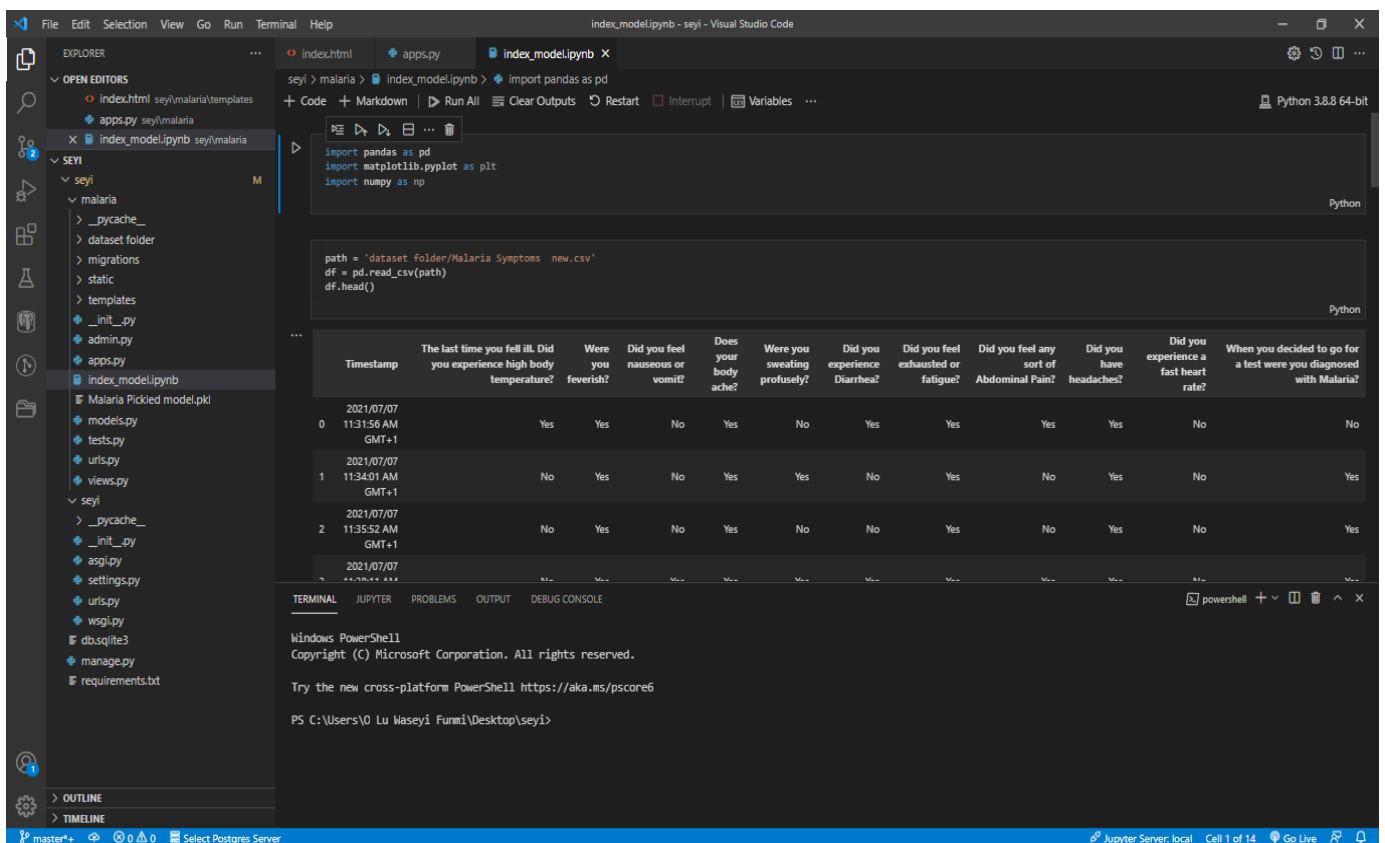 File Edit Selection View Go Run Terminal Help
index_model.ipynb - seyi - Visual Studio Code
EXPLORER
OPEN EDITORS
index.html seyi\malaria\templates
apps.py seyi\malaria
index_model.ipynb seyi\malaria
SEYI
seyi M
malaria
__pycache__
dataset folder
migrations
static
templates
__init__.py
admin.py
apps.py
index_model.ipynb
Malaria Pickled model.pkl
models.py
tests.py
urls.py
views.py
seyi
__pycache__
__init__.py
asgi.py
settings.py
urls.py
wsgi.py
db.sqlite3
manage.py
requirements.txt
OUTLINE
TIMELINE
2
1
index.html apps.py index_model.ipynb
seyi > malaria > index_model.ipynb > import pandas as pd
+ Code + Markdown Run All Clear Outputs Restart Interrupt Variables ...
Python 3.8.8 64-bit
import pandas as pd
import matplotlib.pyplot as plt
import numpy as np
Python
path = 'dataset folder/Malaria Symptoms  new.csv'
df = pd.read_csv(path)
df.head()
Python
Timestamp
The last time you fell ill. Did
you experience high body
temperature?
Were
you
feverish?
Did you feel
nauseous or
vomit?
Does
your
body
ache?
Were you
sweating
profusely?
Did you
experience
Diarrhea?
Did you feel
exhausted or
fatigue?
Did you feel any
sort of
Abdominal Pain?
Did you
have
headaches?
Did you
experience a
fast heart
rate?
When you decided to go for
a test were you diagnosed
with Malaria?
2021/07/07
0 11:31:56 AM Yes Yes No Yes No Yes Yes Yes Yes No No
GMT+1
2021/07/07
1 11:34:01 AM No Yes No Yes Yes No Yes No Yes No Yes
GMT+1
2021/07/07
2 11:35:52 AM No Yes No Yes No No Yes No Yes No Yes
GMT+1
2021/07/07
TERMINAL JUPYTER PROBLEMS OUTPUT DEBUG CONSOLE
powershell
Windows PowerShell
Copyright (C) Microsoft Corporation. All rights reserved.
Try the new cross-platform PowerShell https://aka.ms/pscore6
PS C:\Users\O Lu Waseyi Funmi\Desktop\seyi>
master*+ 0 0 Select Postgres Server
Jupyter Server: local Cell 1 of 14 Go Live